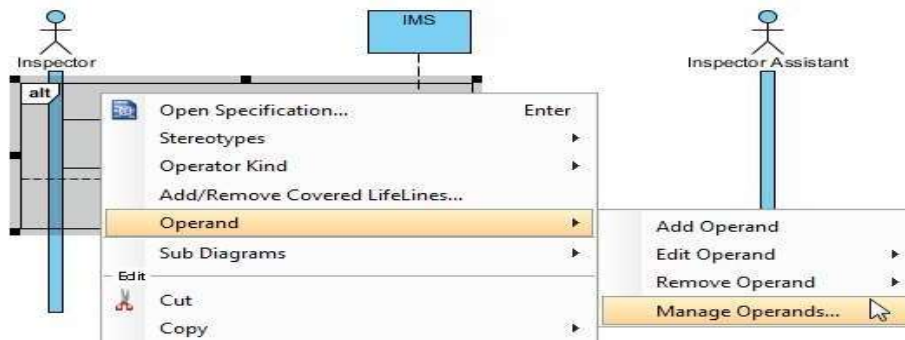 IMS
Inspector
Inspector Assistant
alt
Open Specification... Enter
Stereotypes
Operator Kind
Add/Remove Covered LifeLines...
Operand
Add Operand
Sub Diagrams
Edit Operand
Edit
Remove Operand
Cut
Manage Operands...
Copy